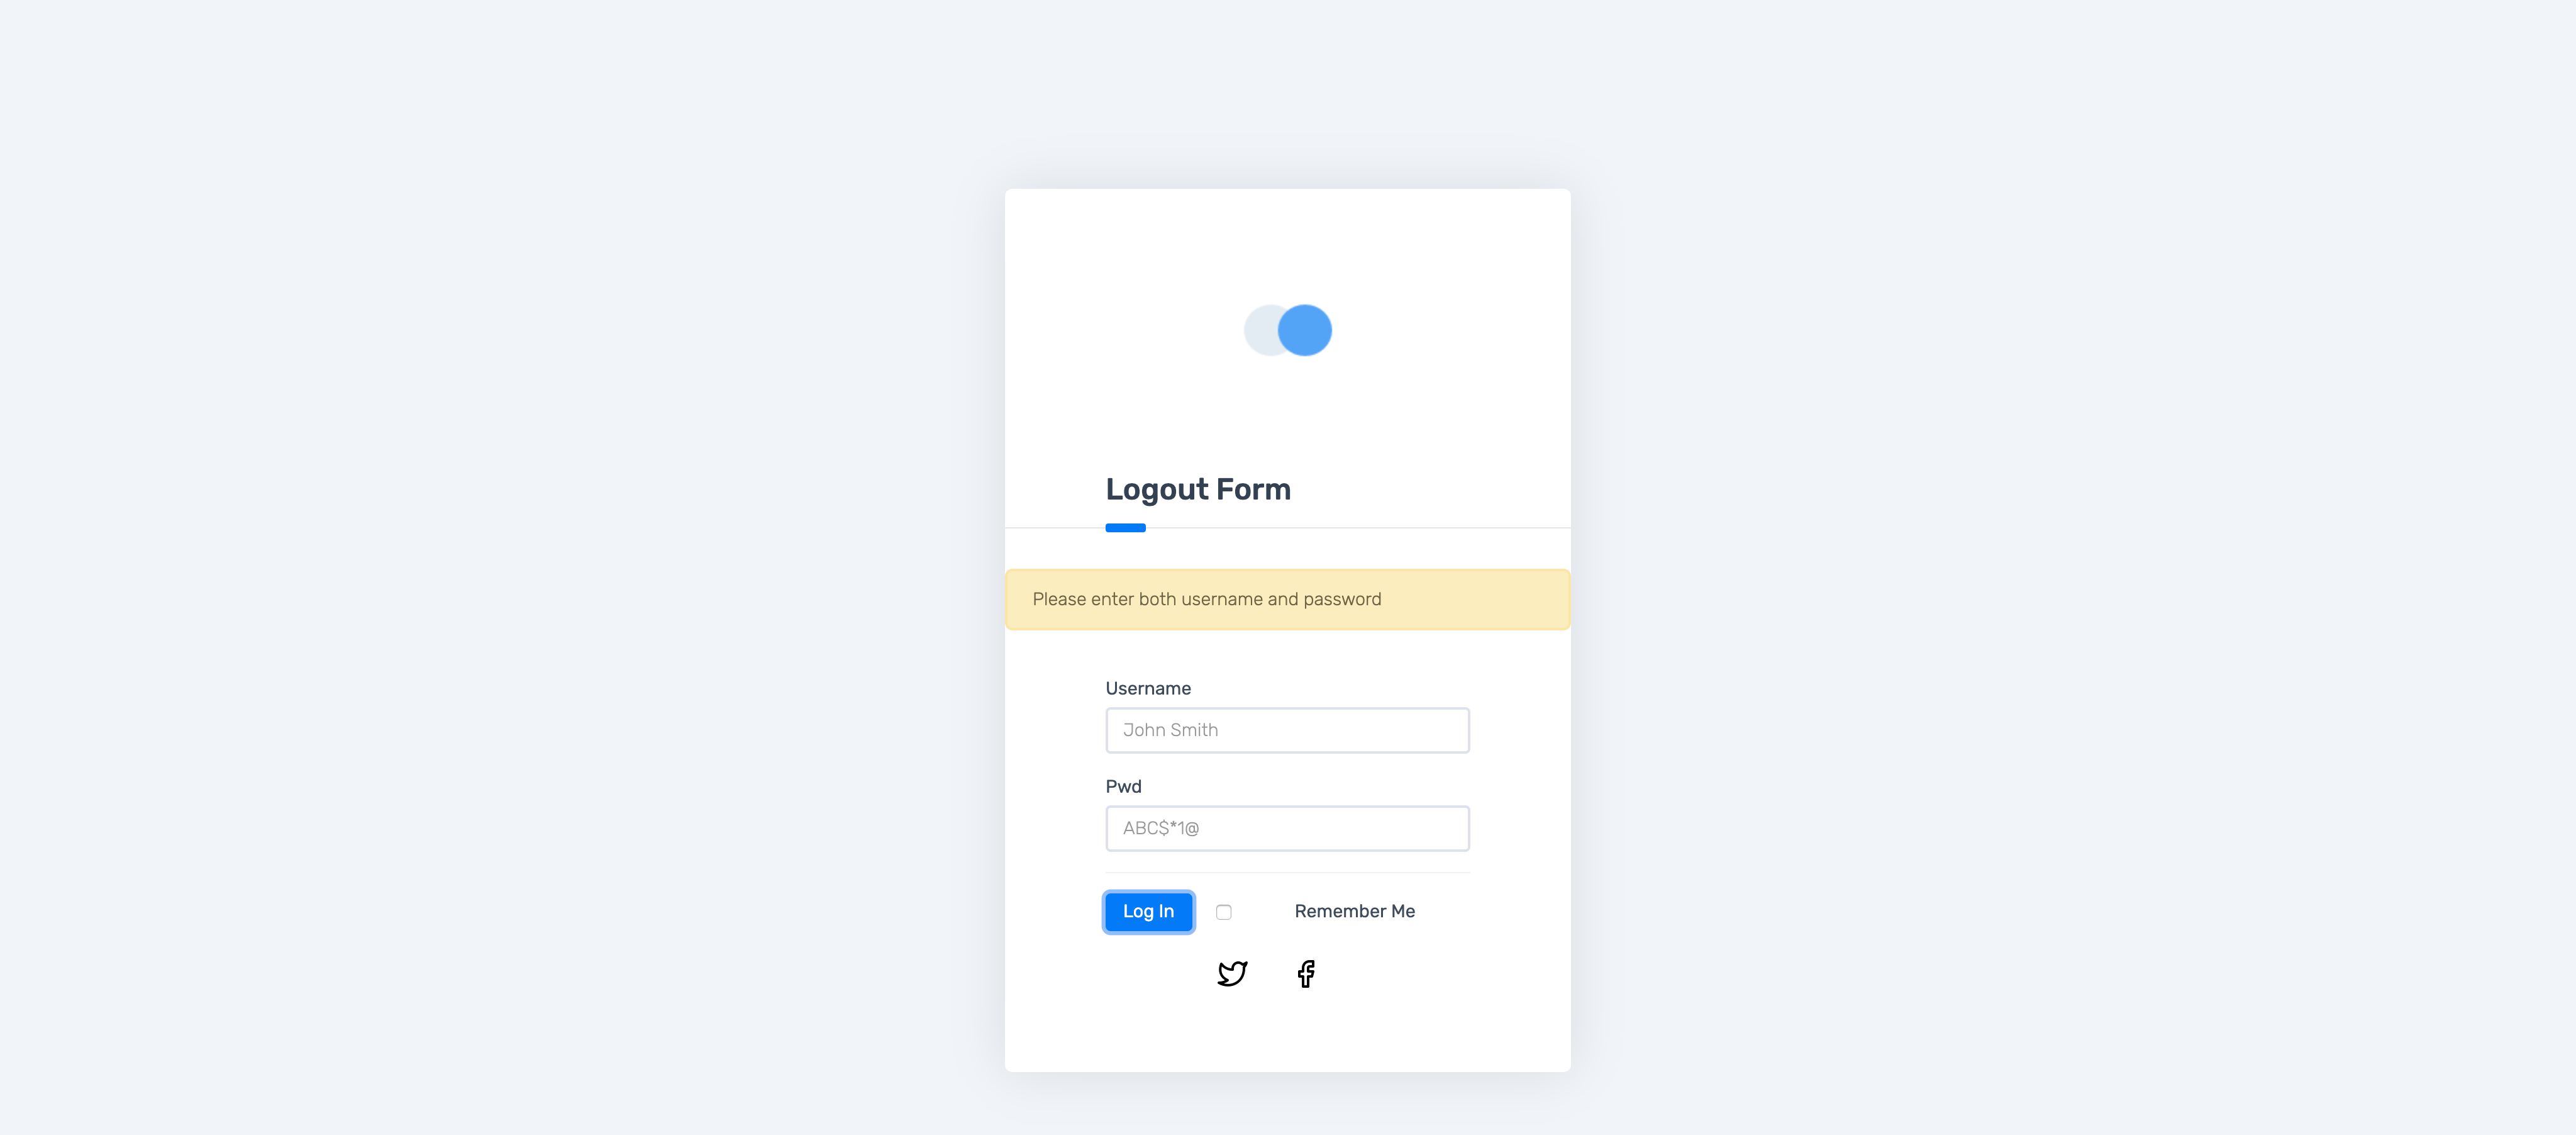 Logout Form
Please enter both username and password
Username
John Smith
Pwd
ABC$*1@
Log In
Remember Me